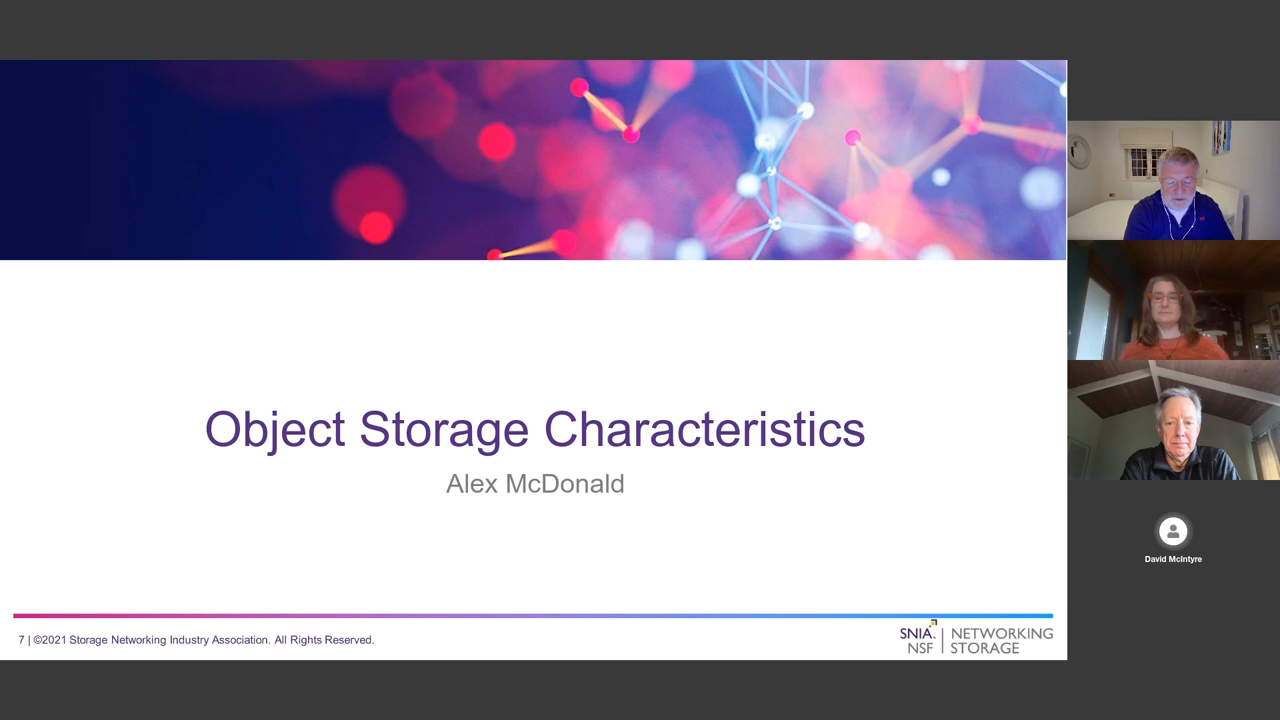 Object Storage Characteristics
Alex McDonald
David McIntyre
7 | ©2021 Storage Networking Industry Association. All Rights Reserved.
SNIA. | NETWORKING
NSF | STORAGE